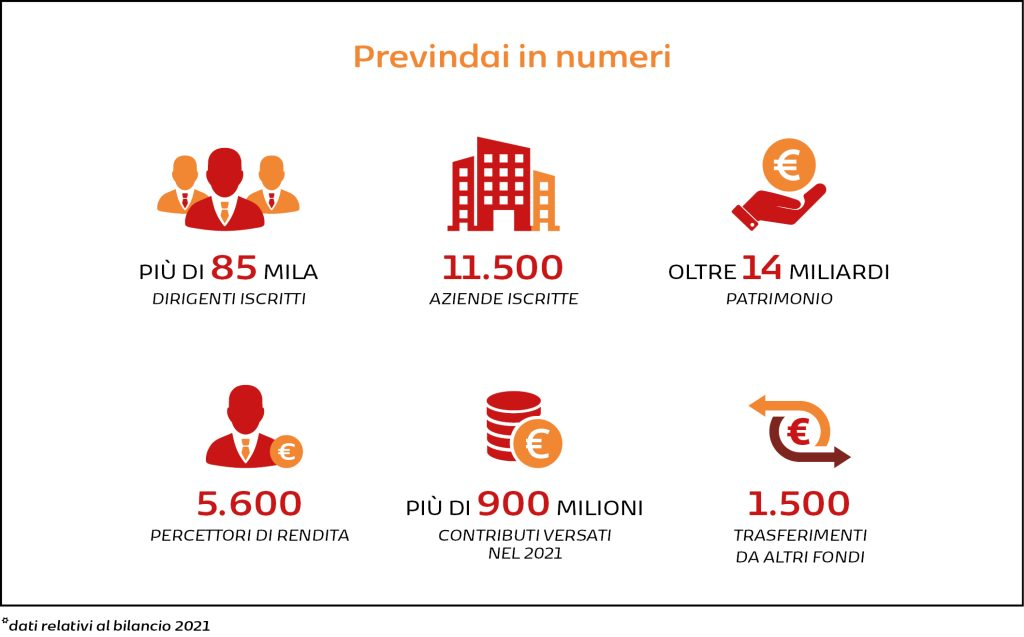 Previndai in numeri
PIÙ DI 85 MILA
DIRIGENTI ISCRITTI
11.500
AZIENDE ISCRITTE
OLTRE 14 MILIARDI
PATRIMONIO
5.600
PERCETTORI DI RENDITA
PIÙ DI 900 MILIONI
CONTRIBUTI VERSATI
NEL 2021
1.500
TRASFERIMENTI
DA ALTRI FONDI
*dati relativi al bilancio 2021